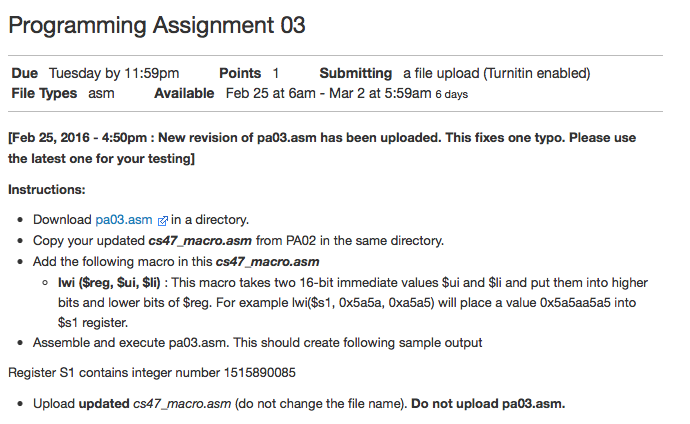 Programming Assignment 03
Due Tuesday by 11:59pm Points 1 Submitting a file upload (Turnitin enabled)
File Types asm Available Feb 25 at 6am - Mar 2 at 5:59am 6 days
[Feb 25, 2016 - 4:50pm : New revision of pa03.asm has been uploaded. This fixes one typo. Please use
the latest one for your testing]
Instructions:
• Download pa03.asm in a directory.
• Copy your updated cs47_macro.asm from PA02 in the same directory.
• Add the following macro in this cs47_macro.asm
◦ lwi ($reg, $ui, $li) : This macro takes two 16-bit immediate values $ui and $li and put them into higher
bits and lower bits of $reg. For example lwi($s1, 0x5a5a, 0xa5a5) will place a value 0x5a5aa5a5 into
$s1 register.
• Assemble and execute pa03.asm. This should create following sample output
Register S1 contains integer number 1515890085
• Upload updated cs47_macro.asm (do not change the file name). Do not upload pa03.asm.